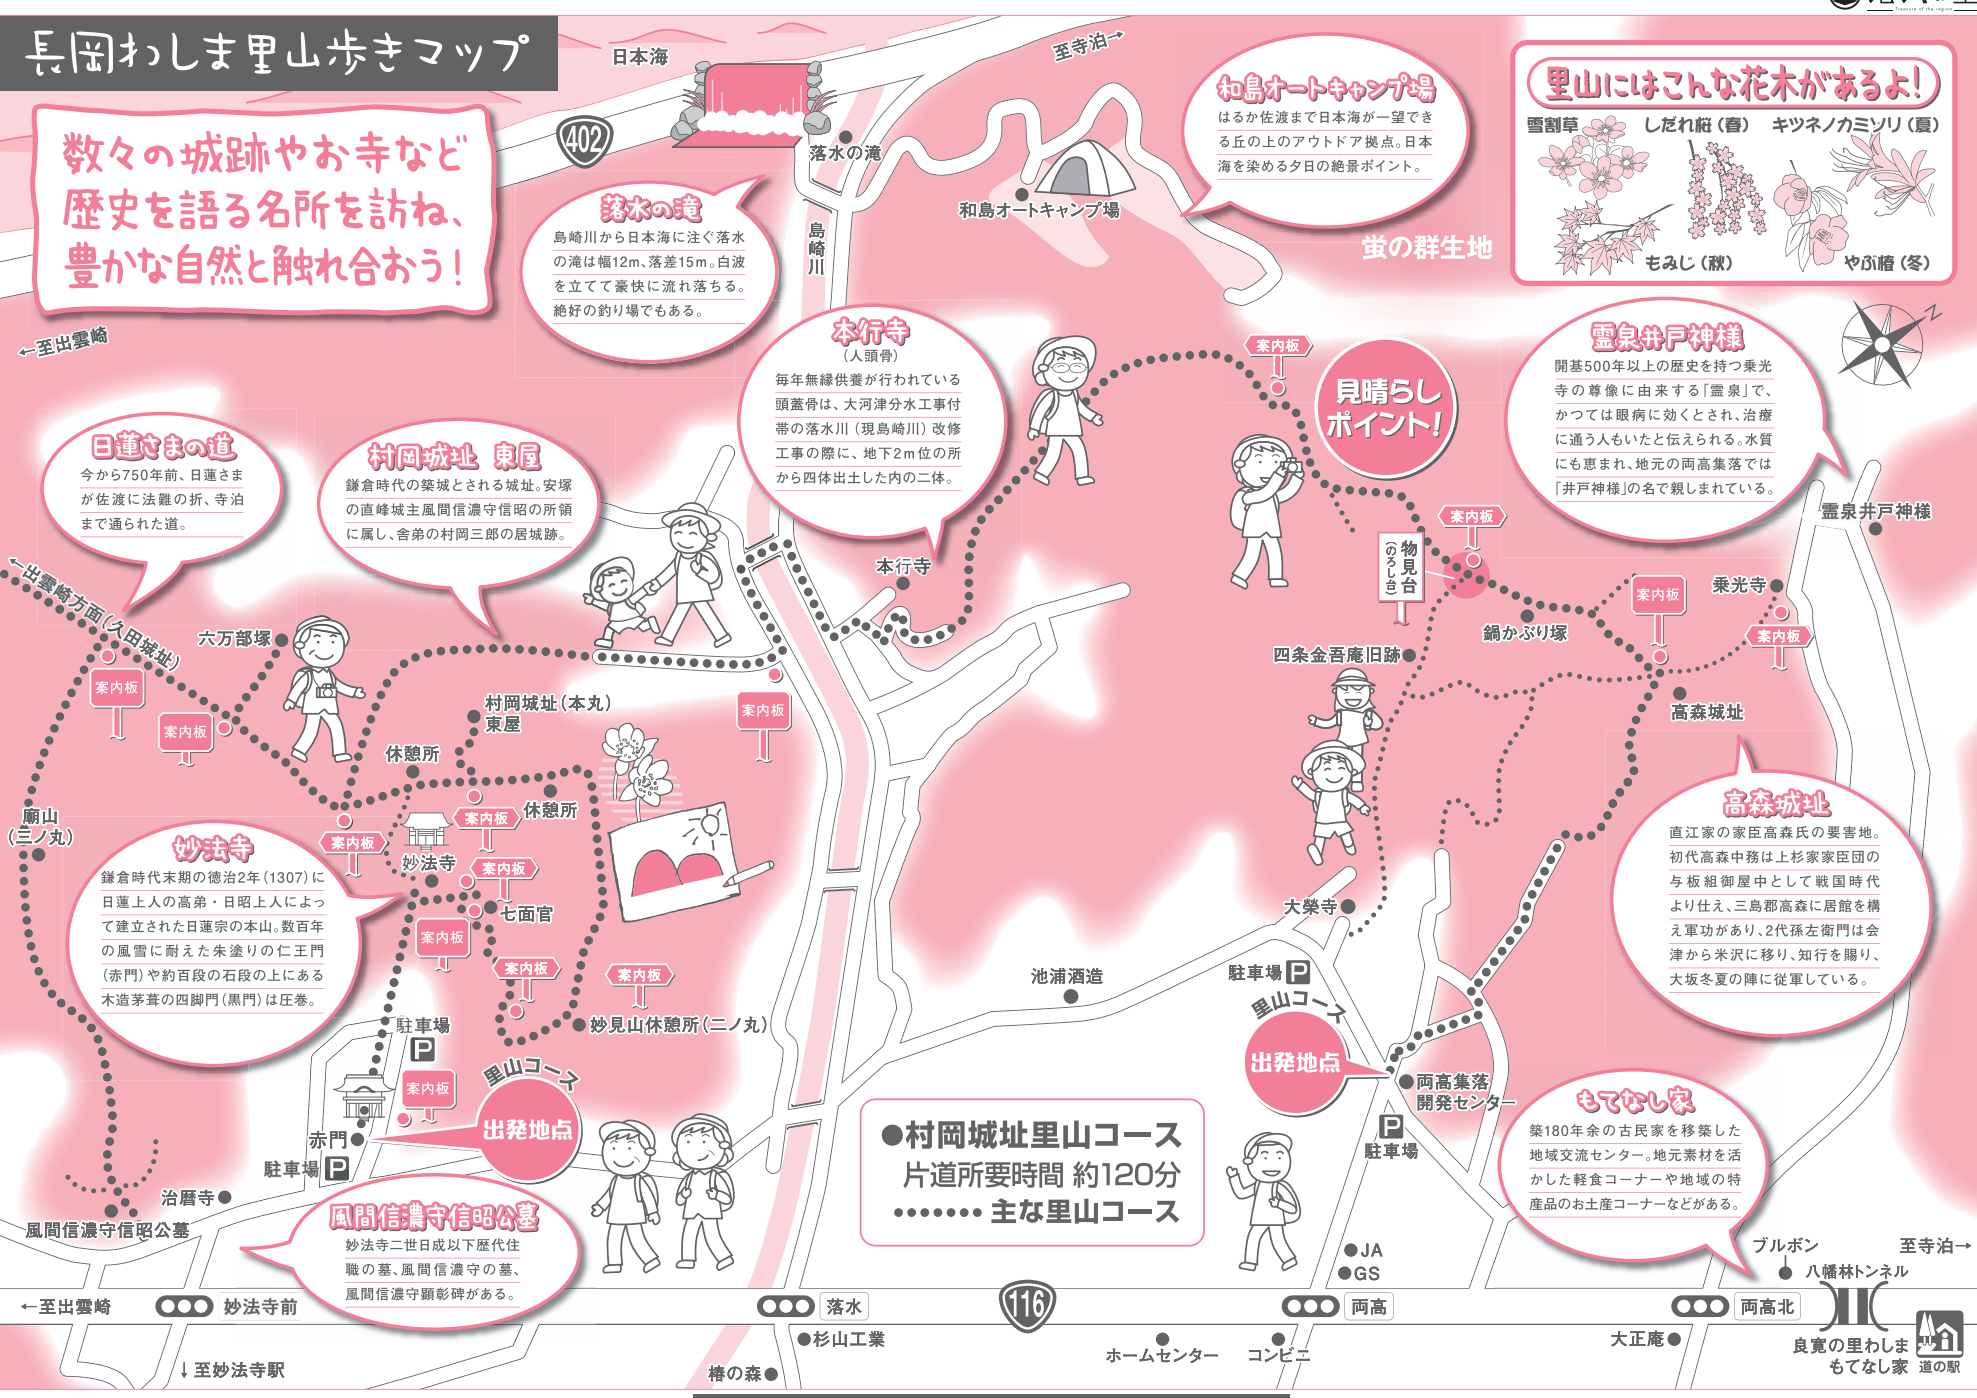 長岡わしま里山歩きマップ
数々の城跡やお寺など
歴史を語る名所を訪ね、
豊かな自然と触れ合おう！
日本海
402
至寺泊→
落水の滝
島崎川
和島オートキャンプ場
蛍の群生地
←至出雲崎
Treasure of the region
和島オートキャンプ場
はるか佐渡まで日本海が一望でき
る丘の上のアウトドア拠点。日本
海を染める夕日の絶景ポイント。
里山にはこんな花木があるよ！
雪割草
しだれ桜（春）
キツネノカミソリ（夏）
もみじ（秋）
やぶ椿（冬）
Z
落水の滝
島崎川から日本海に注ぐ落水
の滝は幅12m、落差15m。白波
を立てて豪快に流れ落ちる。
絶好の釣り場でもある。
本行寺
（人頭骨）
毎年無縁供養が行われている
頭蓋骨は、大河津分水工事付
帯の落水川（現島崎川）改修
工事の際に、地下2m位の所
から四体出土した内の二体。
案内板
見晴らし
ポイント！
霊泉井戸神様
開基500年以上の歴史を持つ乗光
寺の尊像に由来する「霊泉」で、
かつては眼病に効くとされ、治療
に通う人もいたと伝えられる。水質
にも恵まれ、地元の両高集落では
「井戸神様」の名で親しまれている。
日蓮さまの道
今から750年前、日蓮さま
が佐渡に法難の折、寺泊
まで通られた道。
村岡城址 東屋
鎌倉時代の築城とされる城址。安塚
の直峰城主風間信濃守信昭の所領
に属し、舎弟の村岡三郎の居城跡。
←出雲崎方面（久田城址）
六万部塚
案内板
案内板
本行寺
案内板
物見台
（のろし台）
案内板
鍋かぶり塚
霊泉井戸神様
乗光寺
案内板
案内板
四条金吾庵旧跡
高森城址
村岡城址（本丸）
東屋
休憩所
休憩所
案内板
案内板
妙法寺
案内板
七面官
案内板
案内板
案内板
妙見山休憩所（二ノ丸）
廟山
（三ノ丸）
妙法寺
鎌倉時代末期の徳治2年（1307）に
日蓮上人の高弟・日昭上人によっ
て建立された日蓮宗の本山。数百年
の風雪に耐えた朱塗りの仁王門
（赤門）や約百段の石段の上にある
木造茅葺の四脚門（黒門）は圧巻。
高森城址
直江家の家臣高森氏の要害地。
初代高森中務は上杉家家臣団の
与板組御屋中として戦国時代
より仕え、三島郡高森に居館を構
え軍功があり、2代孫左衛門は会
津から米沢に移り、知行を賜り、
大坂冬夏の陣に従軍している。
大榮寺
駐車場 P
里山コース
出発地点
池浦酒造
両高集落
開発センター
P
駐車場
駐車場
P
案内板
里山コース
出発地点
赤門
駐車場 P
治暦寺
風間信濃守信昭公墓
風間信濃守信昭公墓
妙法寺二世日成以下歴代住
職の墓、風間信濃守の墓、
風間信濃守顕彰碑がある。
●村岡城址里山コース
片道所要時間 約120分
••••••• 主な里山コース
もてなし家
築180年余の古民家を移築した
地域交流センター。地元素材を活
かした軽食コーナーや地域の特
産品のお土産コーナーなどがある。
JA
GS
ブルボン
至寺泊→
八幡林トンネル
←至出雲崎
妙法寺前
落水
116
両高
両高北
↓至妙法寺駅
杉山工業
椿の森
ホームセンター
コンビニ
大正庵
良寛の里わしま
もてなし家
道の駅